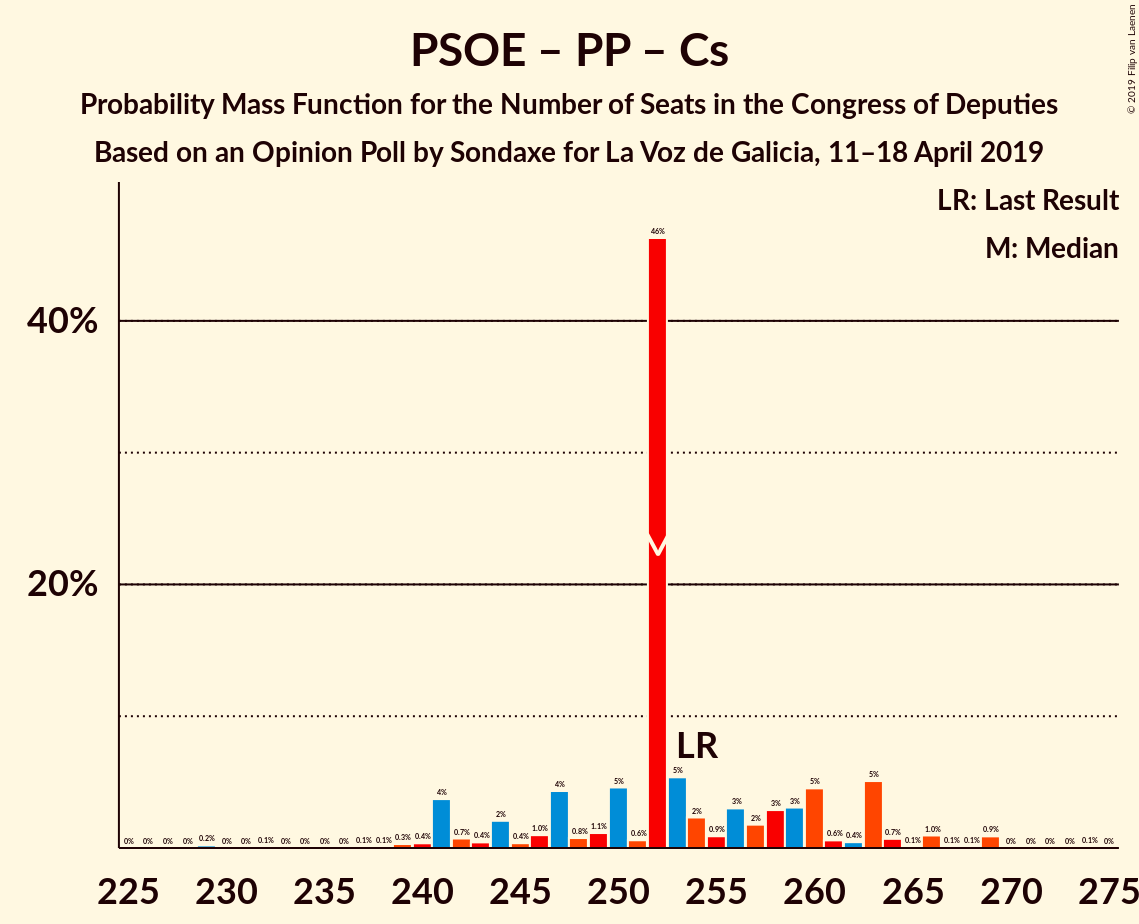 PSOE – PP – Cs
Probability Mass Function for the Number of Seats in the Congress of Deputies
Based on an Opinion Poll by Sondaxe for La Voz de Galicia, 11–18 April 2019
© 2019 Filip van Laenen
LR: Last Result
M: Median
40%
20%
46%
M
LR
0% 0% 0% 0% 0.2% 0% 0% 0.1% 0% 0% 0% 0% 0.1% 0.1% 0.3% 0.4% 4% 0.7% 0.4% 2% 0.4% 1.0% 4% 0.8% 1.1% 5% 0.6% 5% 2% 0.9% 3% 2% 3% 3% 5% 0.6% 0.4% 5% 0.7% 0.1% 1.0% 0.1% 0.1% 0.9% 0% 0% 0% 0% 0.1% 0%
225 230 235 240 245 250 255 260 265 270 275